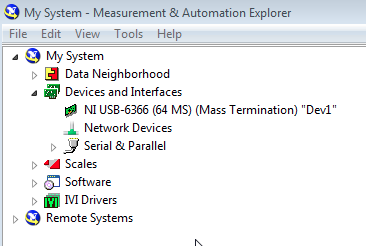 My System - Measurement & Automation Explorer
File Edit View Tools Help
My System
Data Neighborhood
Devices and Interfaces
NI USB-6366 (64 MS) (Mass Termination) "Dev1"
Network Devices
Serial & Parallel
Scales
Software
IVI Drivers
Remote Systems